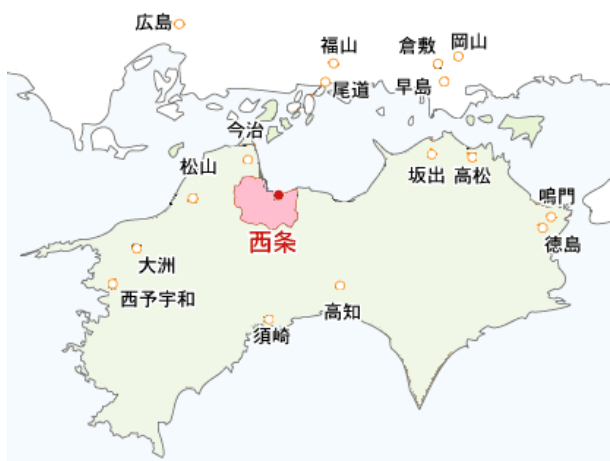 広島
福山
倉敷
岡山
尾道
早島
今治
松山
坂出
高松
鳴門
西条
徳島
大洲
西予宇和
高知
須崎